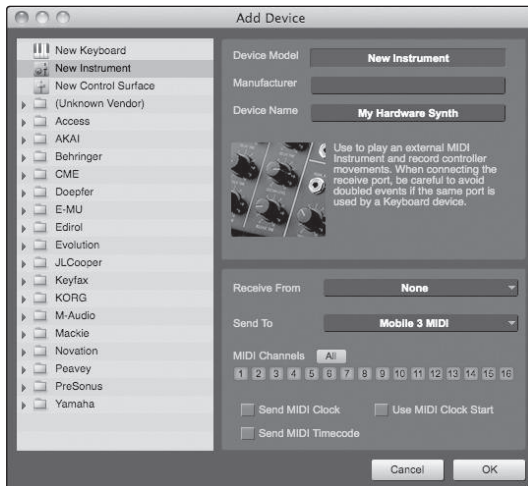 Add Device
New Keyboard
New Instrument
New Control Surface
(Unknown Vendor)
Access
AKAI
Behringer
CME
Doepfer
E-MU
Edirol
Evolution
JLCooper
Keyfax
KORG
M-Audio
Mackie
Novation
Peavey
PreSonus
Yamaha
Device Model New Instrument
Manufacturer
Device Name My Hardware Synth
Use to play an external MIDI
Instrument and record controller
movements. When connecting the
receive port, be careful to avoid
doubled events if the same port is
used by a Keyboard device.
Receive From None
Send To Mobile 3 MIDI
MIDI Channels All
1 2 3 4 5 6 7 8 9 10 11 12 13 14 15 16
Send MIDI Clock Use MIDI Clock Start
Send MIDI Timecode
Cancel OK